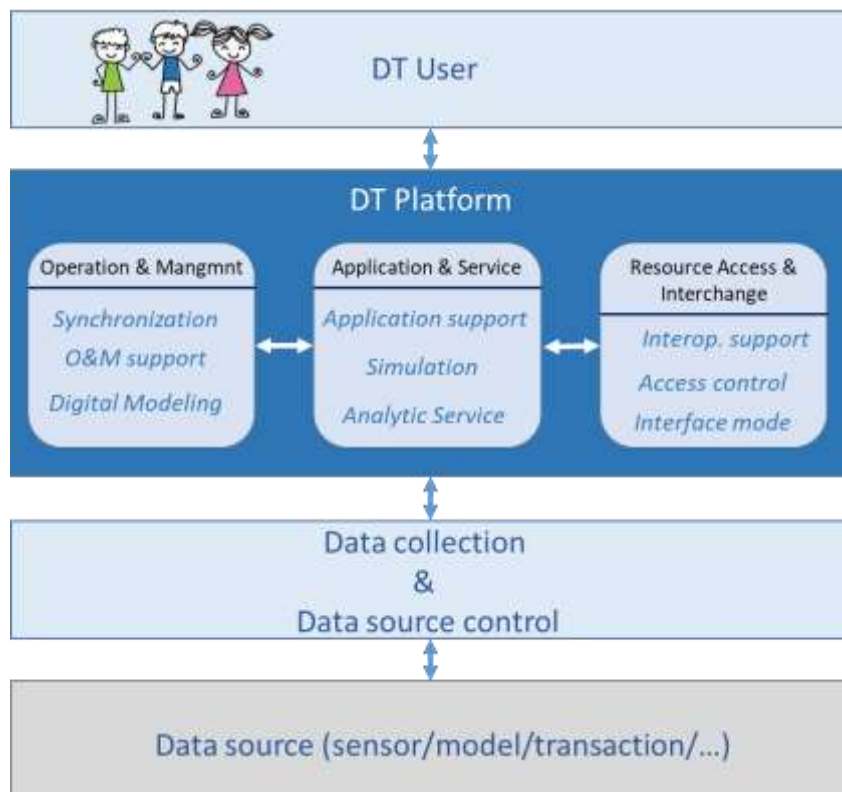 DT User
DT Platform
Operation & Mangmnt
Synchronization
O&M support
Digital Modeling
Application & Service
Application support
Simulation
Analytic Service
Resource Access &
Interchange
Interop. support
Access control
Interface mode
Data collection
&
Data source control
Data source (sensor/model/transaction/...)